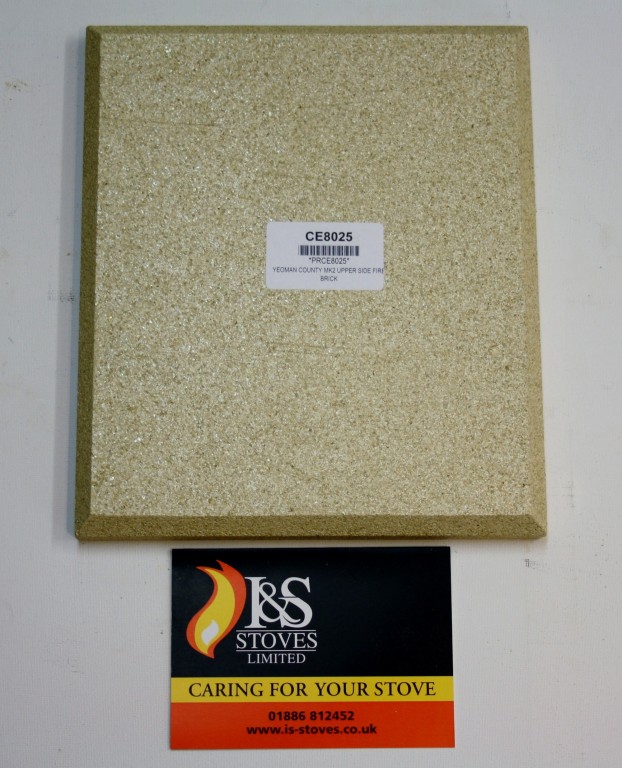 CE8025
"PRCE8025"
YEOMAN COUNTY MK2 UPPER SIDE FIRE
BRICK
I&S
STOVES
LIMITED
CARING FOR YOUR STOVE
01886 812452
www.is-stoves.co.uk